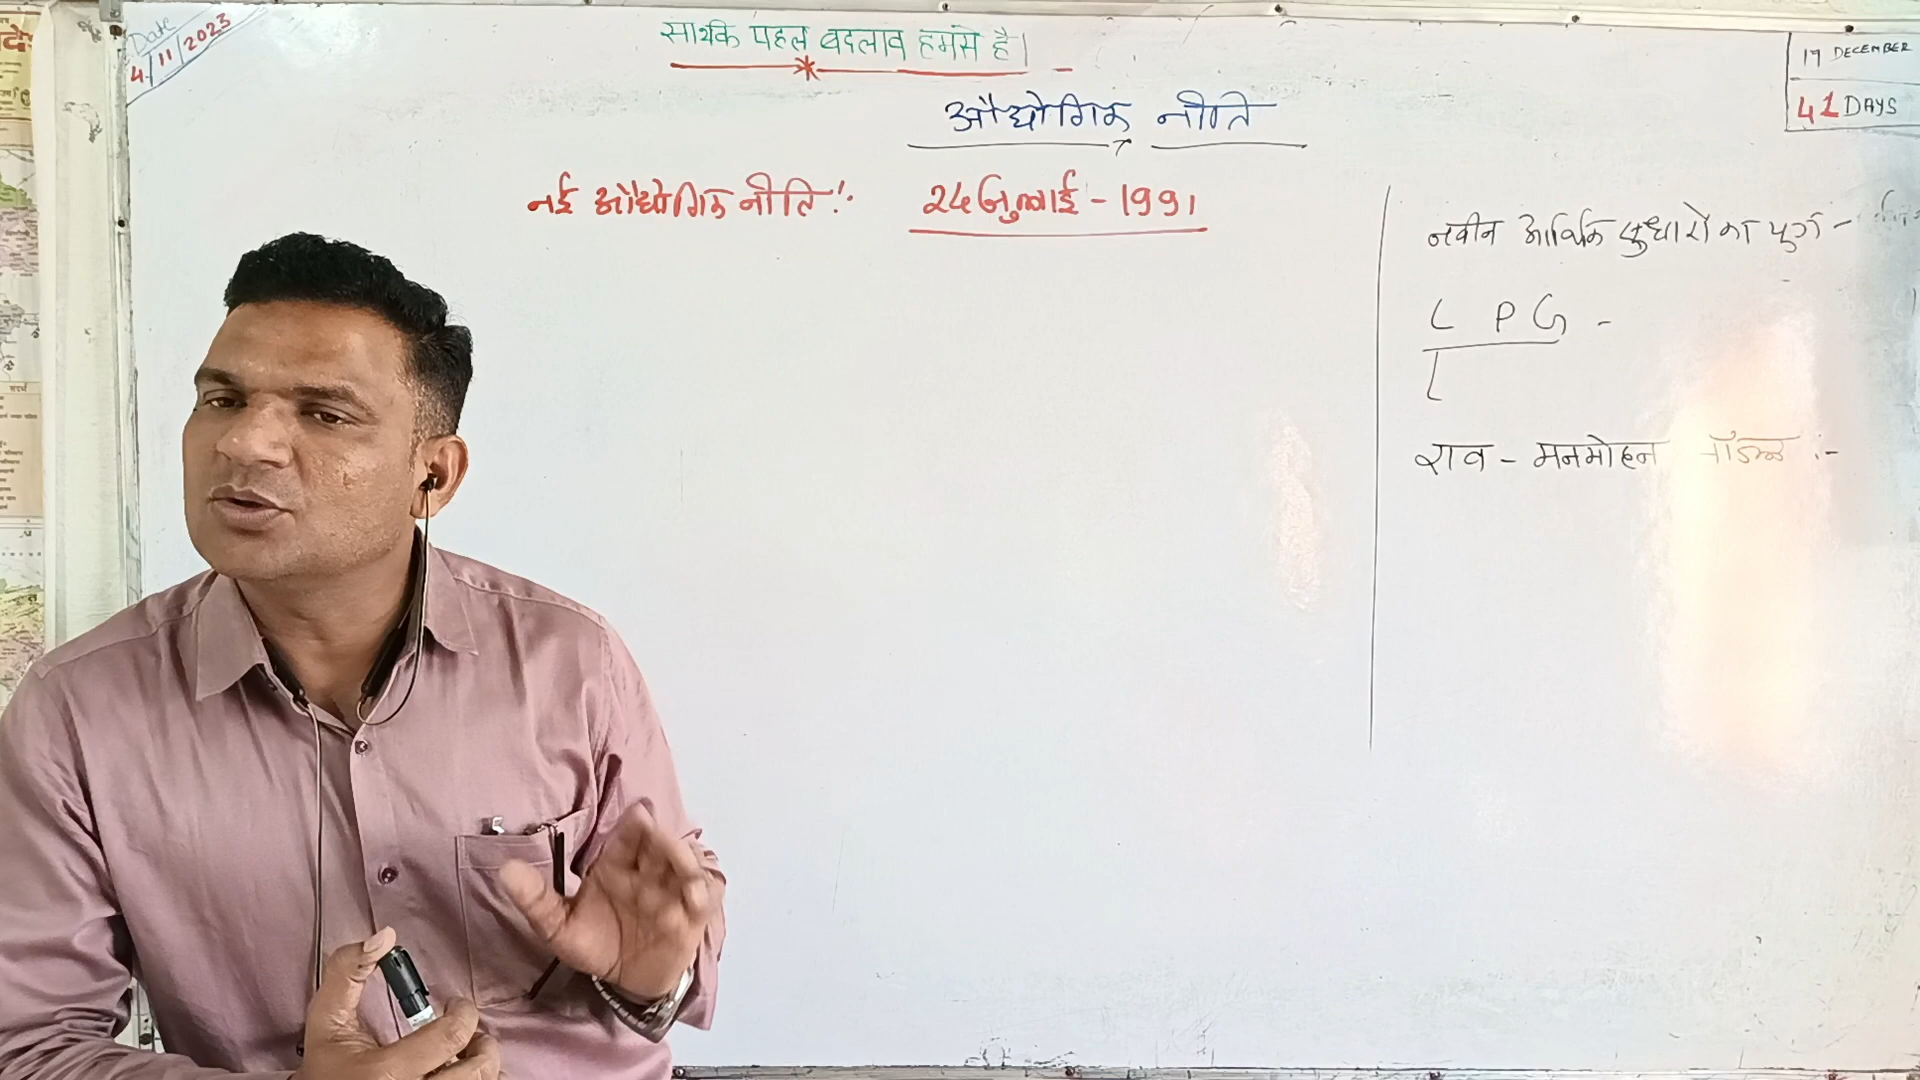 Date
4/11/2023
सार्थक पहल बदलाव हमसे है।
17 DECEMBER
41 DAYS
औद्योगिक नीति
नई औद्योगिक नीति :- 24 जुलाई - 1991
नवीन आर्थिक सुधारों का युग -
L P G -
L
राव - मनमोहन मॉडल :-